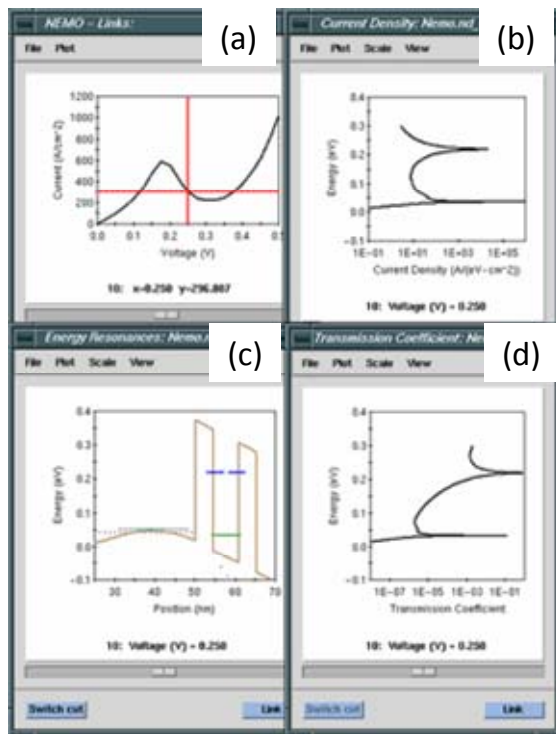 NEMO - Links:
(a)
File Plot
1200
1000
800
600
400
200
0
Current (A/cm^2)
0.0 0.1 0.2 0.3 0.4 0.5
Voltage (V)
10: x=0.250 y=296.807
Current Density: Nemo.nd_
(b)
File Plot Scale View
0.4
0.3
0.2
0.1
0.0
-0.1
Energy (eV)
1E-01 1E+01 1E+03 1E+05
Current Density (A/(eV-cm^2))
10: Voltage (V) = 0.250
Energy Resonances: Nemo.
(c)
File Plot Scale View
0.4
0.3
0.2
0.1
0.0
-0.1
Energy (eV)
30 40 50 60 70
Position (nm)
10: Voltage (V) = 0.250
Switch cut Link
Transmission Coefficient: Ne
(d)
File Plot Scale View
0.4
0.3
0.2
0.1
0.0
-0.1
Energy (eV)
1E-07 1E-05 1E-03 1E-01
Transmission Coefficient
10: Voltage (V) = 0.250
Switch cut Link